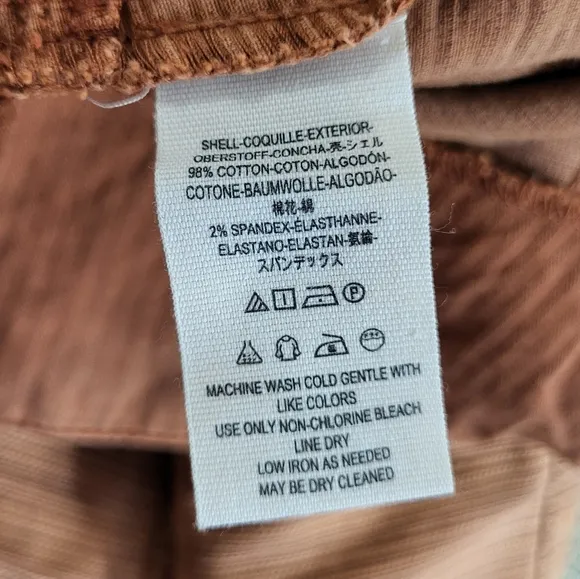 SHELL-COQUILLE-EXTERIOR-
OBERSTOFF-CONCHA-売-シェル
98% COTTON-COTON-ALGODÓN-
COTONE-BAUMWOLLE-ALGODÃO-
棉花-綿
2% SPANDEX-ÉLASTHANNE-
ELASTANO-ELASTAN-氨綸-
スパンデックス
P
MACHINE WASH COLD GENTLE WITH
LIKE COLORS
USE ONLY NON-CHLORINE BLEACH
LINE DRY
LOW IRON AS NEEDED
MAY BE DRY CLEANED